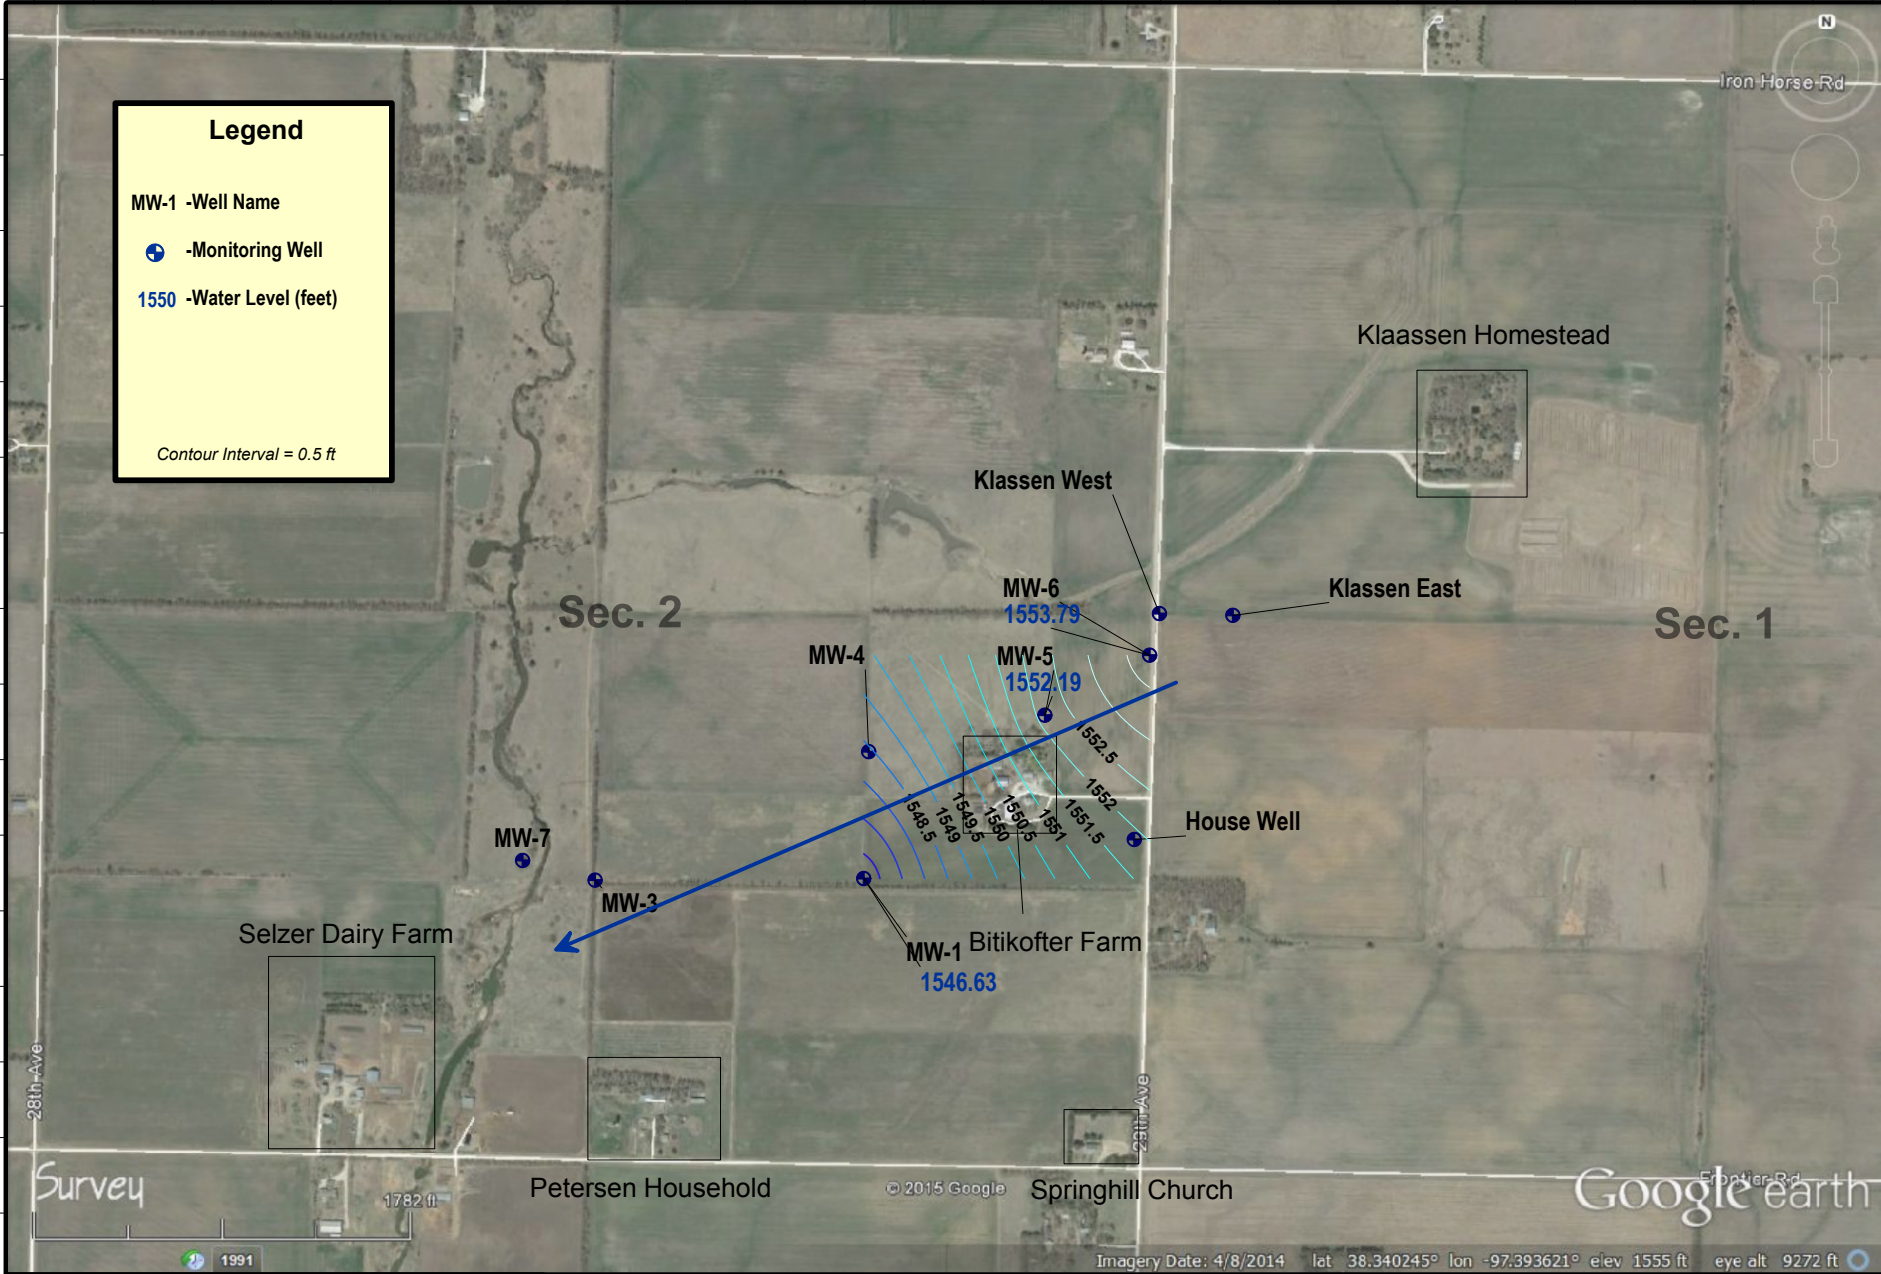 N
Iron Horse Rd
Legend
MW-1 -Well Name
-Monitoring Well
1550 -Water Level (feet)
Contour Interval = 0.5 ft
Klaassen Homestead
Klassen West
MW-6
1553.79
Klassen East
Sec. 2
Sec. 1
MW-4
MW-5
1552.19
1552.5
1552
1551.5
1551
1550.5
1550
1549.5
1549
1548.5
House Well
MW-7
MW-3
Selzer Dairy Farm
MW-1
1546.63
Bitikofter Farm
28th Ave
29th Ave
Survey
1782 ft
Petersen Household
© 2015 Google
Springhill Church
Frontier Rd
Google earth
1991
Imagery Date: 4/8/2014 lat 38.340245° lon -97.393621° elev 1555 ft eye alt 9272 ft